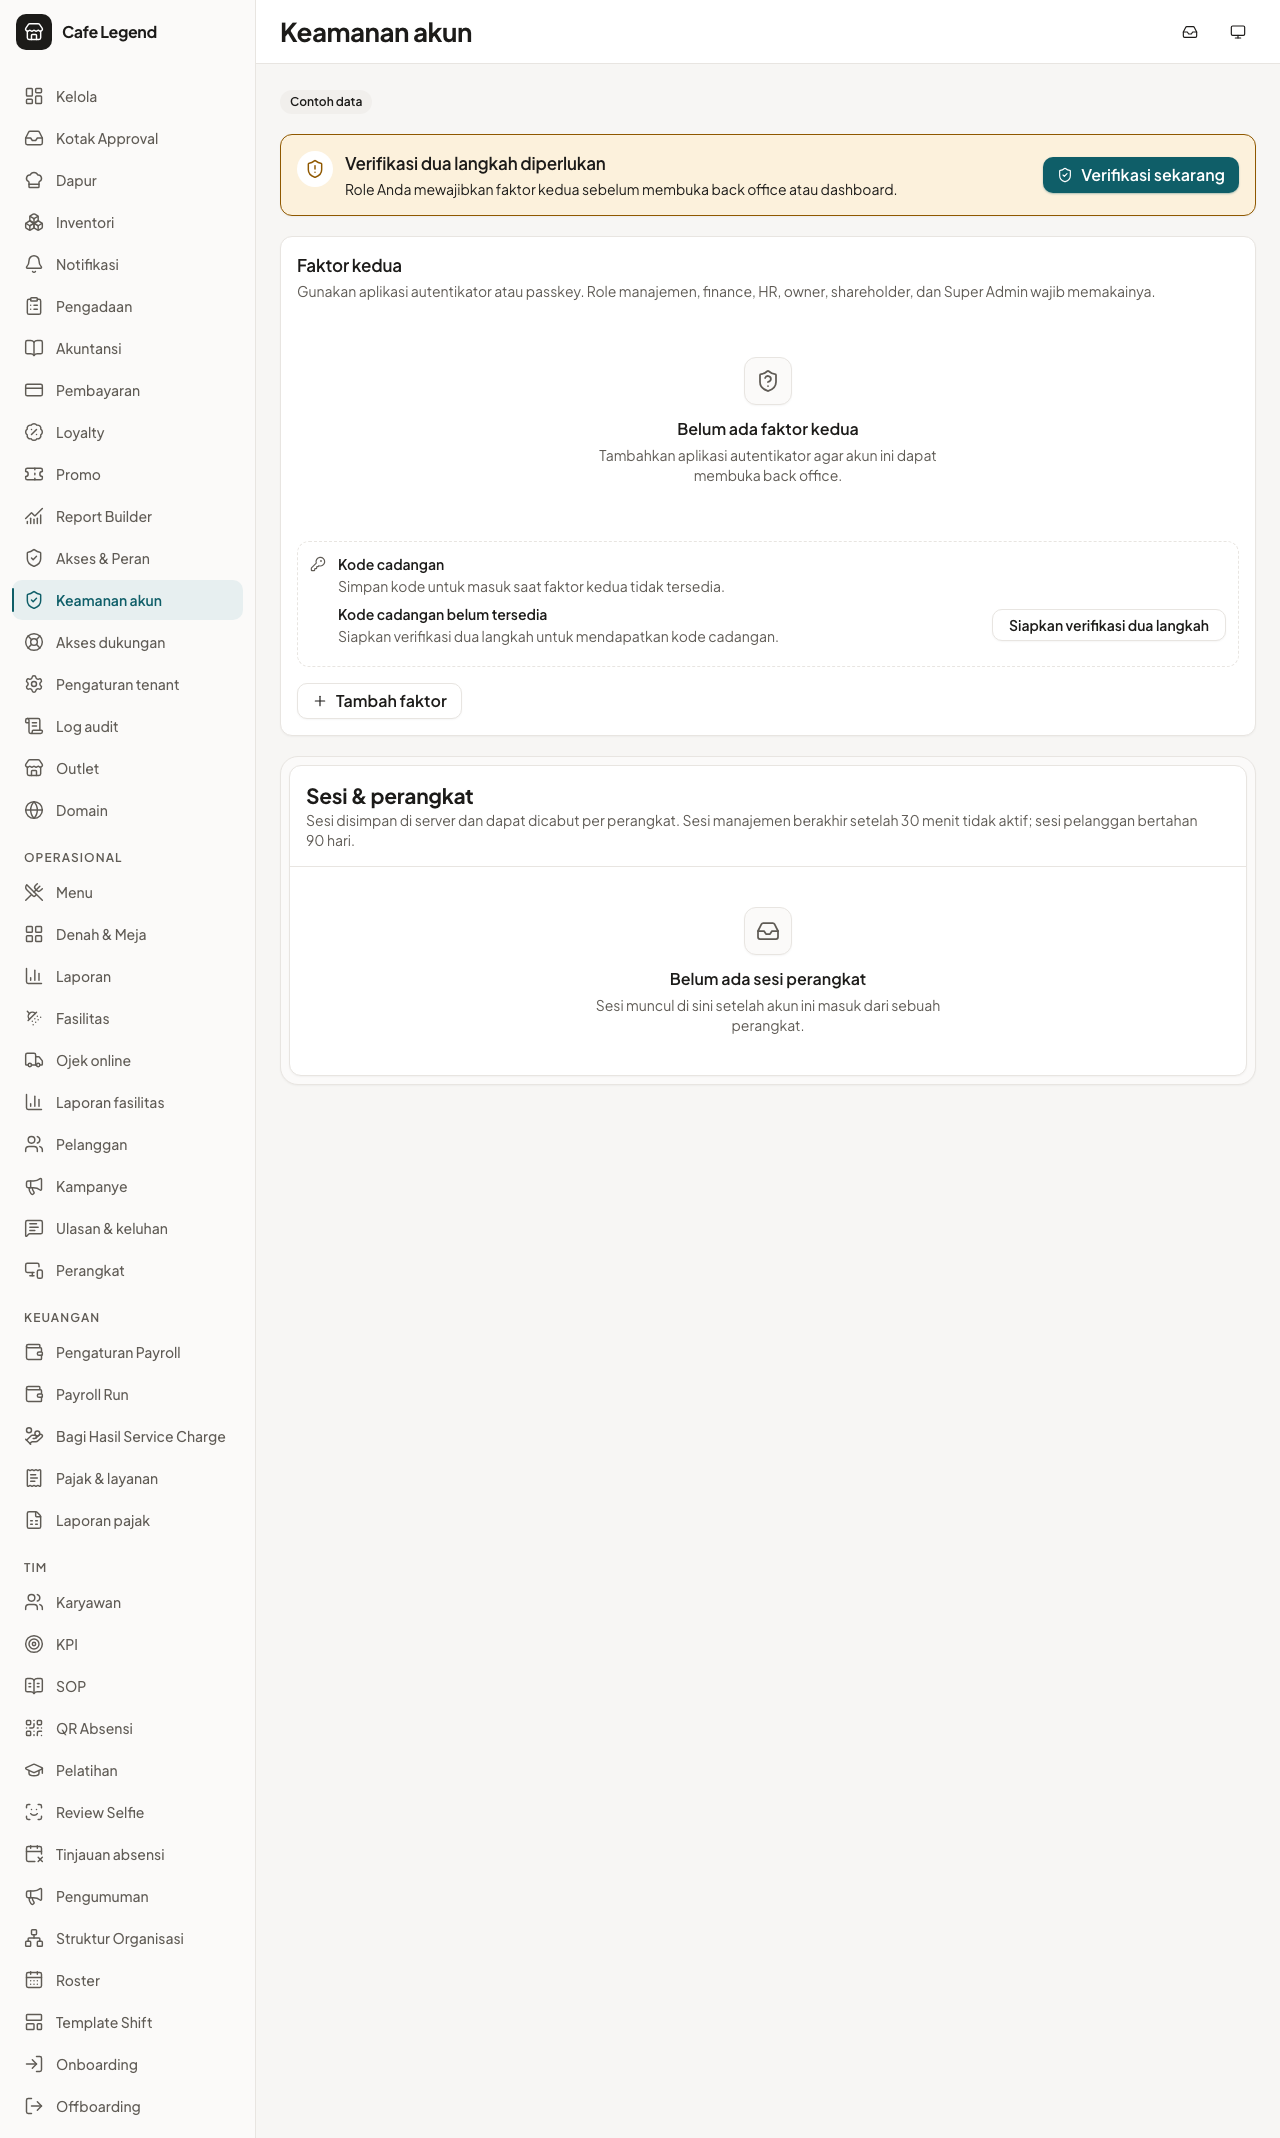 Cafe Legend
Kelola
Kotak Approval
Dapur
Inventori
Notifikasi
Pengadaan
Akuntansi
Pembayaran
Loyalty
Promo
Report Builder
Akses & Peran
Keamanan akun
Akses dukungan
Pengaturan tenant
Log audit
Outlet
Domain
OPERASIONAL
Menu
Denah & Meja
Laporan
Fasilitas
Ojek online
Laporan fasilitas
Pelanggan
Kampanye
Ulasan & keluhan
Perangkat
KEUANGAN
Pengaturan Payroll
Payroll Run
Bagi Hasil Service Charge
Pajak & layanan
Laporan pajak
TIM
Karyawan
KPI
SOP
QR Absensi
Pelatihan
Review Selfie
Tinjauan absensi
Pengumuman
Struktur Organisasi
Roster
Template Shift
Onboarding
Offboarding
Keamanan akun
Contoh data
Verifikasi dua langkah diperlukan
Role Anda mewajibkan faktor kedua sebelum membuka back office atau dashboard.
Verifikasi sekarang
Faktor kedua
Gunakan aplikasi autentikator atau passkey. Role manajemen, finance, HR, owner, shareholder, dan Super Admin wajib memakainya.
Belum ada faktor kedua
Tambahkan aplikasi autentikator agar akun ini dapat
membuka back office.
Kode cadangan
Simpan kode untuk masuk saat faktor kedua tidak tersedia.
Kode cadangan belum tersedia
Siapkan verifikasi dua langkah untuk mendapatkan kode cadangan.
Siapkan verifikasi dua langkah
Tambah faktor
Sesi & perangkat
Sesi disimpan di server dan dapat dicabut per perangkat. Sesi manajemen berakhir setelah 30 menit tidak aktif; sesi pelanggan bertahan
90 hari.
Belum ada sesi perangkat
Sesi muncul di sini setelah akun ini masuk dari sebuah
perangkat.